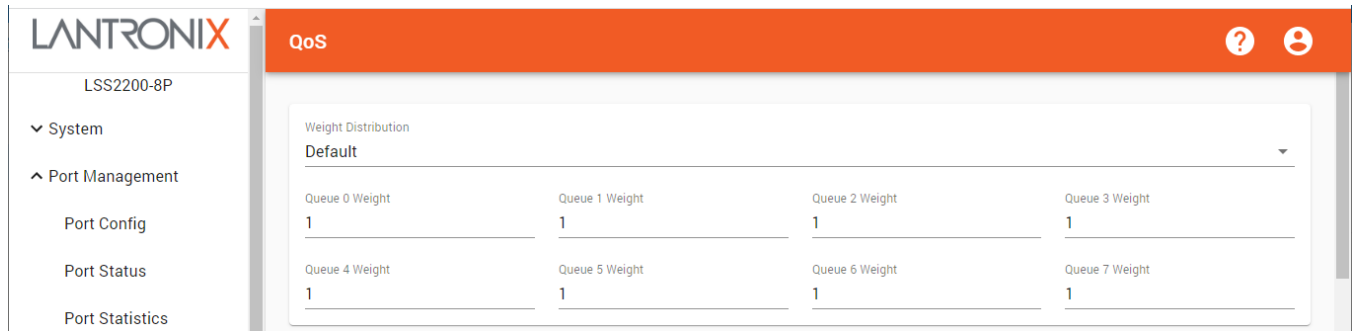 LANTRONIX
LSS2200-8P
System
Port Management
Port Config
Port Status
Port Statistics
QoS
?
Weight Distribution
Default
Queue 0 Weight Queue 1 Weight Queue 2 Weight Queue 3 Weight
1 1 1 1
Queue 4 Weight Queue 5 Weight Queue 6 Weight Queue 7 Weight
1 1 1 1